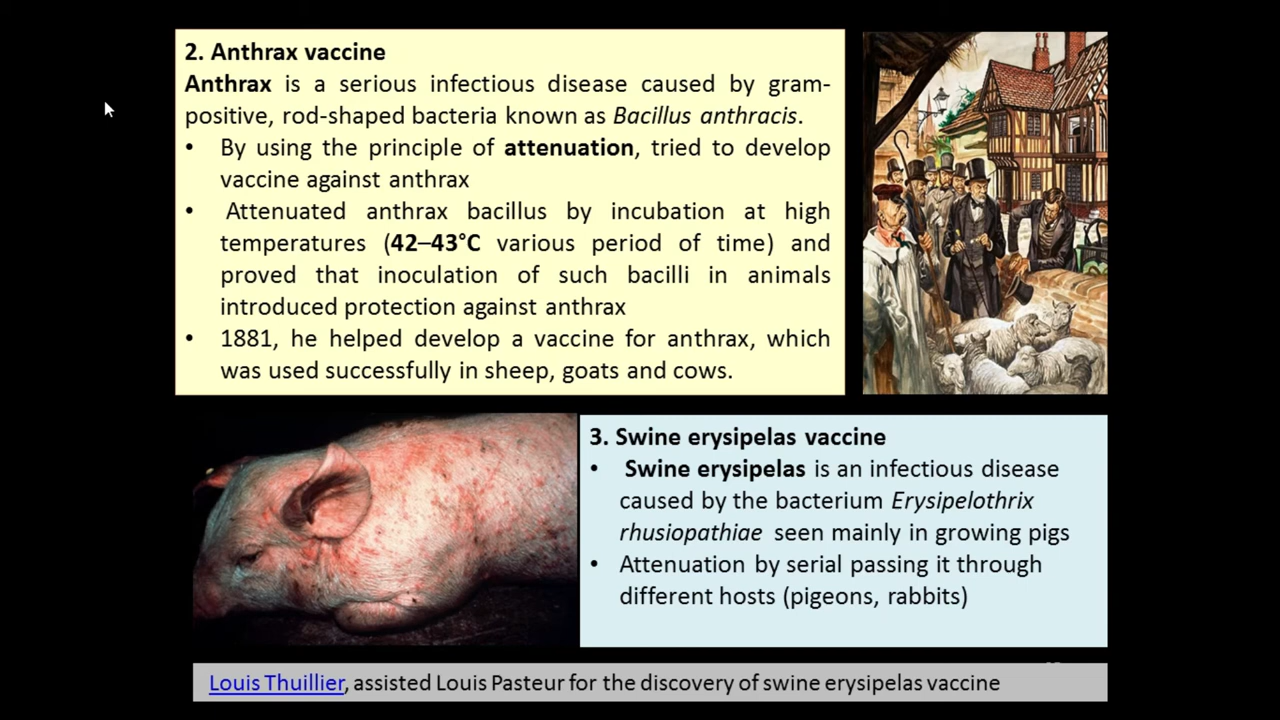 2. Anthrax vaccine
Anthrax is a serious infectious disease caused by gram-
positive, rod-shaped bacteria known as Bacillus anthracis.
• By using the principle of attenuation, tried to develop
vaccine against anthrax
• Attenuated anthrax bacillus by incubation at high
temperatures (42–43°C various period of time) and
proved that inoculation of such bacilli in animals
introduced protection against anthrax
• 1881, he helped develop a vaccine for anthrax, which
was used successfully in sheep, goats and cows.
3. Swine erysipelas vaccine
• Swine erysipelas is an infectious disease
caused by the bacterium Erysipelothrix
rhusiopathiae seen mainly in growing pigs
• Attenuation by serial passing it through
different hosts (pigeons, rabbits)
Louis Thuillier, assisted Louis Pasteur for the discovery of swine erysipelas vaccine